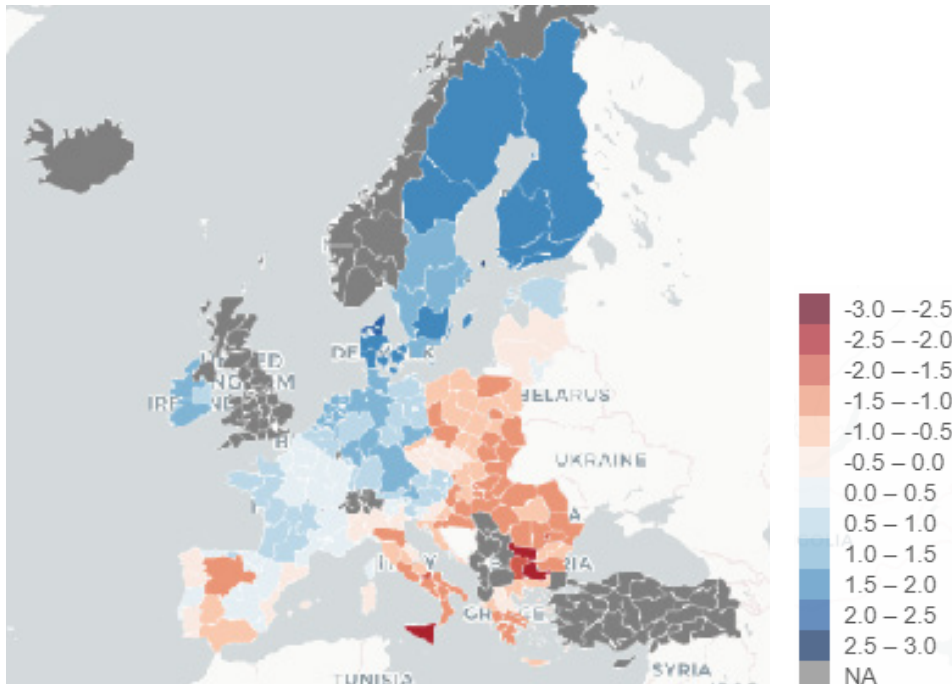 BELARUS
UKRAINE
TUNISIA
SYRIA
-3.0 – -2.5
-2.5 – -2.0
-2.0 – -1.5
-1.5 – -1.0
-1.0 – -0.5
-0.5 – 0.0
0.0 – 0.5
0.5 – 1.0
1.0 – 1.5
1.5 – 2.0
2.0 – 2.5
2.5 – 3.0
NA